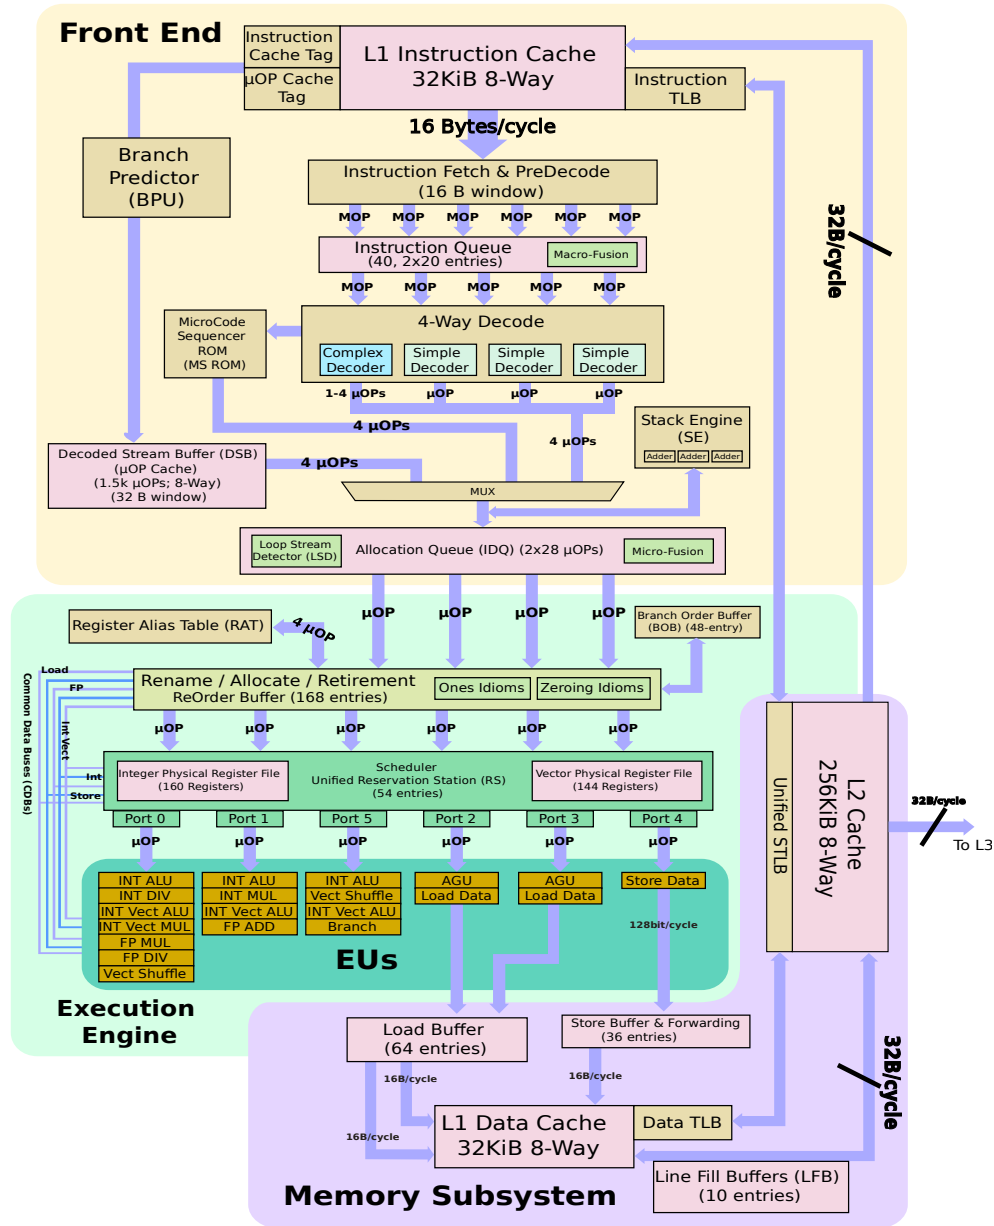 Front End
Instruction
Cache Tag
µOP Cache
Tag
L1 Instruction Cache
32KiB 8-Way
Instruction
TLB
16 Bytes/cycle
Branch
Predictor
(BPU)
Instruction Fetch & PreDecode
(16 B window)
MOP MOP MOP MOP MOP MOP
Instruction Queue
(40, 2x20 entries)
Macro-Fusion
MOP MOP MOP MOP MOP
32B/cycle
MicroCode
Sequencer
ROM
(MS ROM)
4-Way Decode
Complex
Decoder
Simple
Decoder
Simple
Decoder
Simple
Decoder
1-4 µOPs µOP µOP µOP
4 µOPs
4 µOPs
Stack Engine
(SE)
Adder Adder Adder
Decoded Stream Buffer (DSB)
(µOP Cache)
(1.5k µOPs; 8-Way)
(32 B window)
4 µOPs
MUX
Loop Stream
Detector (LSD)
Allocation Queue (IDQ) (2x28 µOPs)
Micro-Fusion
µOP µOP µOP µOP
Register Alias Table (RAT)
4 µOP
Branch Order Buffer
(BOB) (48-entry)
Rename / Allocate / Retirement
ReOrder Buffer (168 entries)
Ones Idioms
Zeroing Idioms
Load
FP
Common Data Buses (CDBs)
Int Vect
Int
Store
µOP µOP µOP µOP µOP µOP
Integer Physical Register File
(160 Registers)
Scheduler
Unified Reservation Station (RS)
(54 entries)
Vector Physical Register File
(144 Registers)
Port 0 Port 1 Port 5 Port 2 Port 3 Port 4
µOP µOP µOP µOP µOP µOP
INT ALU
INT DIV
INT Vect ALU
INT Vect MUL
FP MUL
FP DIV
Vect Shuffle
INT ALU
INT MUL
INT Vect ALU
FP ADD
INT ALU
Vect Shuffle
INT Vect ALU
Branch
AGU
Load Data
AGU
Load Data
Store Data
128bit/cycle
EUs
Execution
Engine
Unified STLB
L2 Cache
256KiB 8-Way
32B/cycle
To L3
Load Buffer
(64 entries)
Store Buffer & Forwarding
(36 entries)
16B/cycle
16B/cycle
16B/cycle
32B/cycle
L1 Data Cache
32KiB 8-Way
Data TLB
Line Fill Buffers (LFB)
(10 entries)
Memory Subsystem